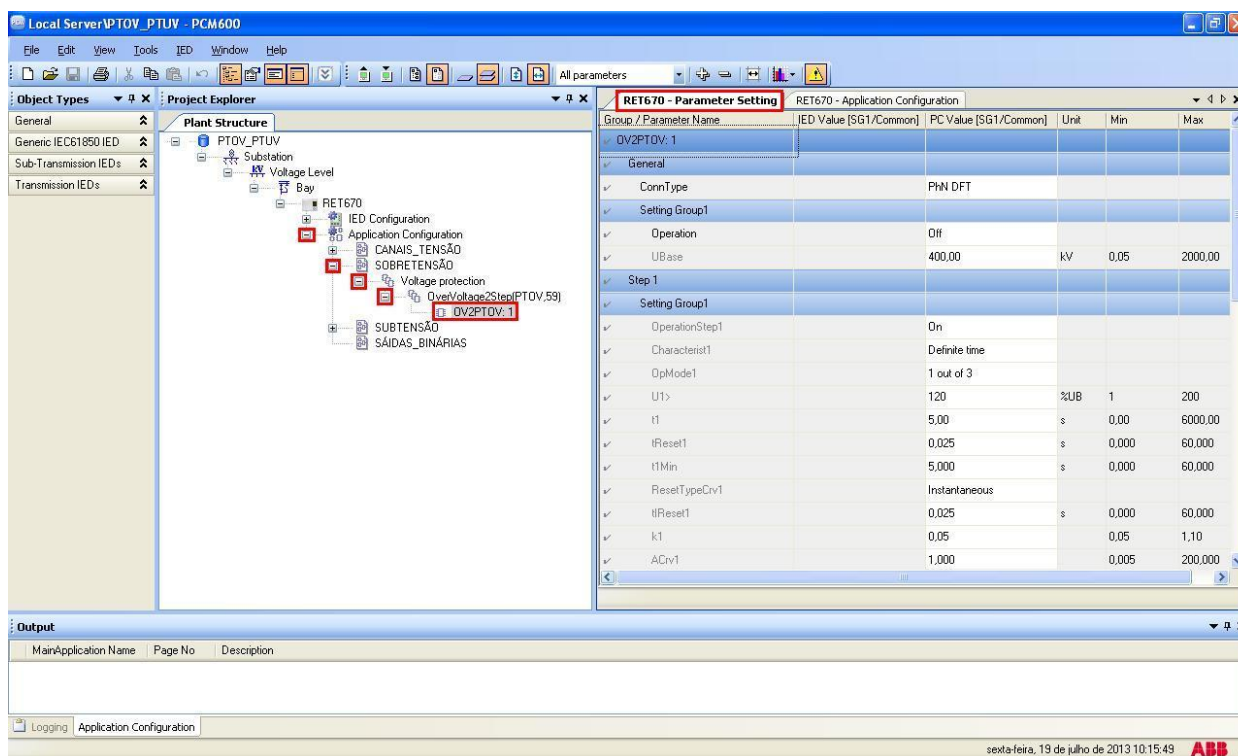 Local Server\PTOV_PTUV - PCM600
File Edit View Tools IED Window Help
All parameters
Object Types
General
Generic IEC61850 IED
Sub-Transmission IEDs
Transmission IEDs
Project Explorer
Plant Structure
PTOV_PTUV
Substation
Voltage Level
Bay
RET670
IED Configuration
Application Configuration
CANAIS_TENSÃO
SOBRETENSÃO
Voltage protection
OverVoltage2Step(PTOV,59)
OV2PTOV: 1
SUBTENSÃO
SÁIDAS_BINÁRIAS
RET670 - Parameter Setting RET670 - Application Configuration
Group / Parameter Name IED Value [SG1/Common] PC Value [SG1/Common] Unit Min Max
OV2PTOV: 1
General
ConnType PhN DFT
Setting Group1
Operation Off
UBase 400,00 kV 0,05 2000,00
Step 1
Setting Group1
OperationStep1 On
Characterist1 Definite time
OpMode1 1 out of 3
U1> 120 %UB 1 200
t1 5,00 s 0,00 6000,00
tReset1 0,025 s 0,000 60,000
t1Min 5,000 s 0,000 60,000
ResetTypeCrv1 Instantaneous
tIReset1 0,025 s 0,000 60,000
k1 0,05 0,05 1,10
ACrv1 1,000 0,005 200,000
Output
MainApplication Name Page No Description
Logging Application Configuration
sexta-feira, 19 de julho de 2013 10:15:49 ABB